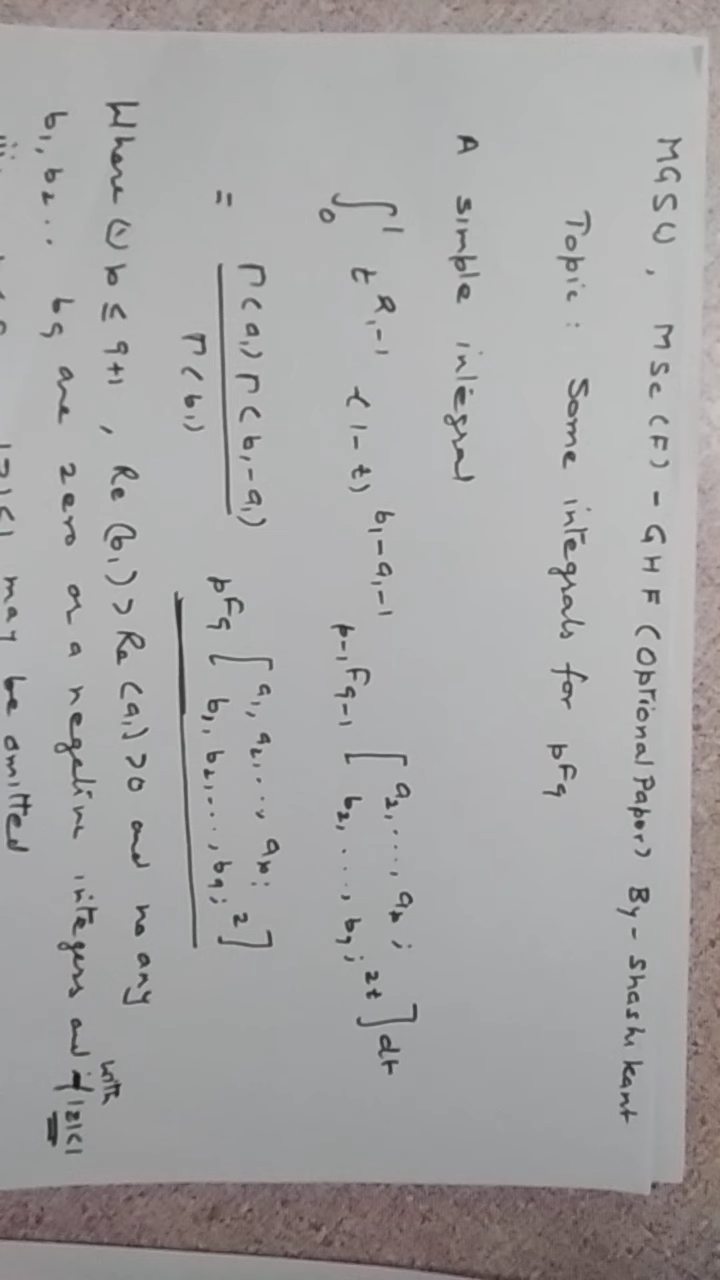 MGSU, MSc (F) - GHF (Optional Paper) By - Shashi Kant
Topic: Some integrals for pFq
A simple integral
∫₀¹ t^{a₁-1} (1-t)^{b₁-a₁-1} p-1Fq-1 [a₂, ..., ap; b₂, ..., bq; zt] dt
= Γ(a₁) Γ(b₁-a₁) / Γ(b₁) pFq [a₁, a₂, ..., ap; b₁, b₂, ..., bq; z]
Where (i) p ≤ q+1, Re(b₁) > Re(a₁) > 0 and no any
b₁, b₂.. bq are zero or a negative integers and with |z|<1
|z|<1 may be omitted